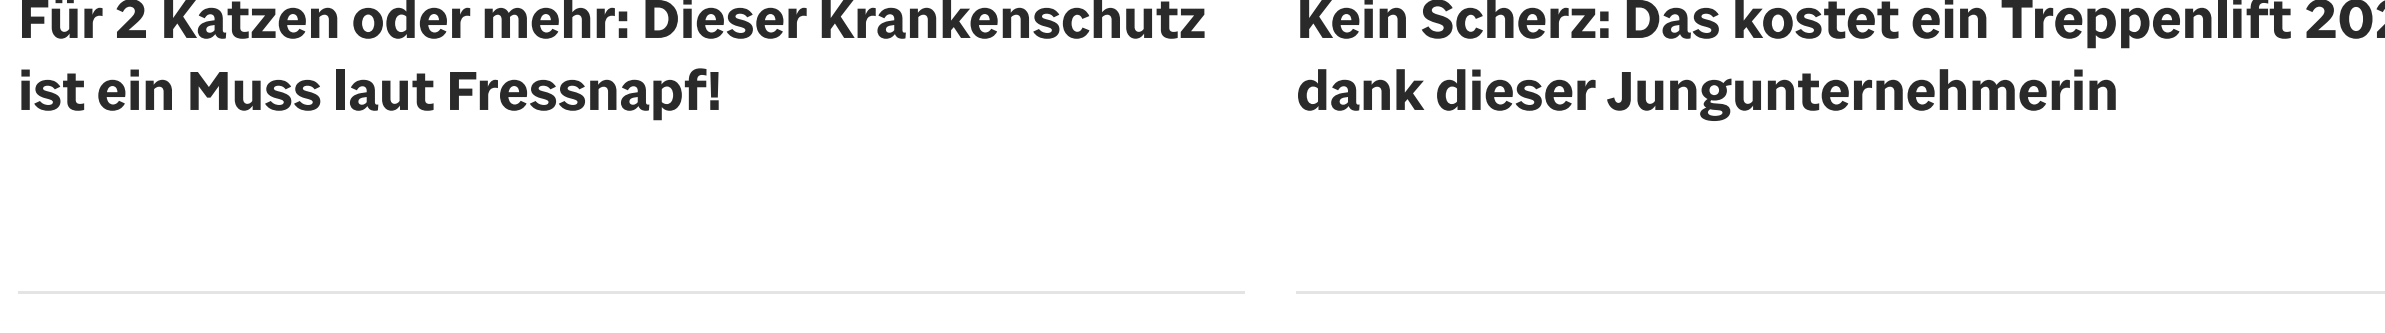 Für 2 Katzen oder mehr: Dieser Krankenschutz
ist ein Muss laut Fressnapf!
Kein Scherz: Das kostet ein Treppenlift
dank dieser Jungunternehmerin